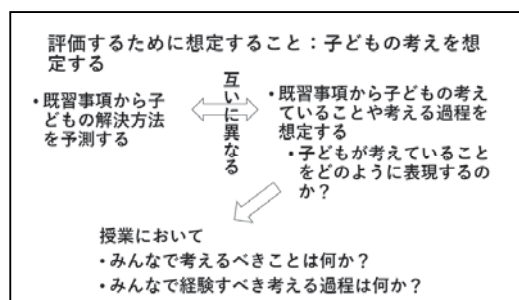 評価するために想定すること：子どもの考えを想
定する
・既習事項から子
どもの解決方法
を予測する
互いに異なる
・既習事項から子どもの考え
ていることや考える過程を
想定する
・子どもが考えていること
をどのように表現するの
か？
授業において
・みんなで考えるべきことは何か？
・みんなで経験すべき考える過程は何か？